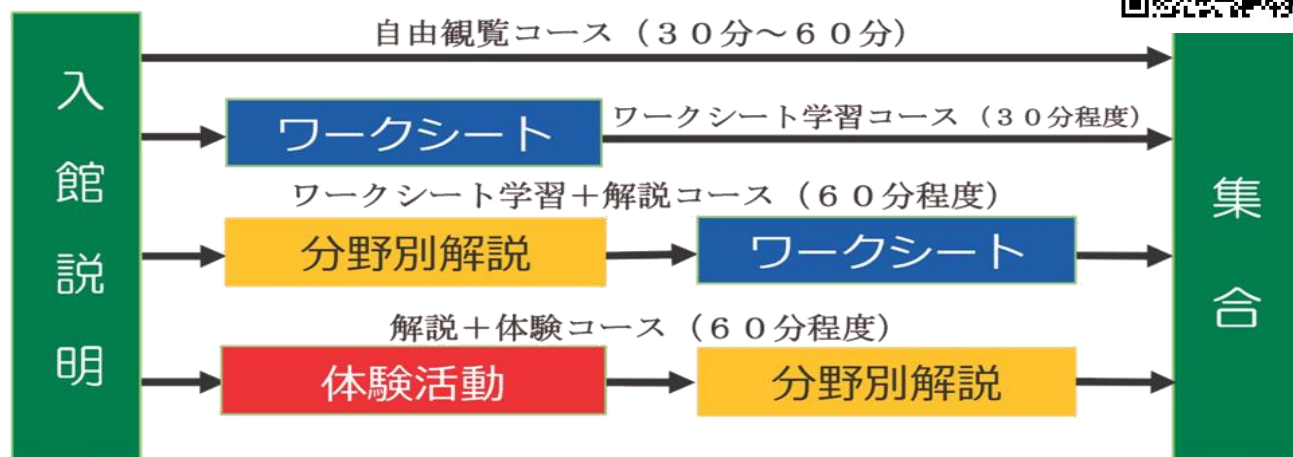 入館説明
自由観覧コース（３０分～６０分）
ワークシート
ワークシート学習コース（３０分程度）
ワークシート学習＋解説コース（６０分程度）
分野別解説
ワークシート
解説＋体験コース（６０分程度）
体験活動
分野別解説
集合